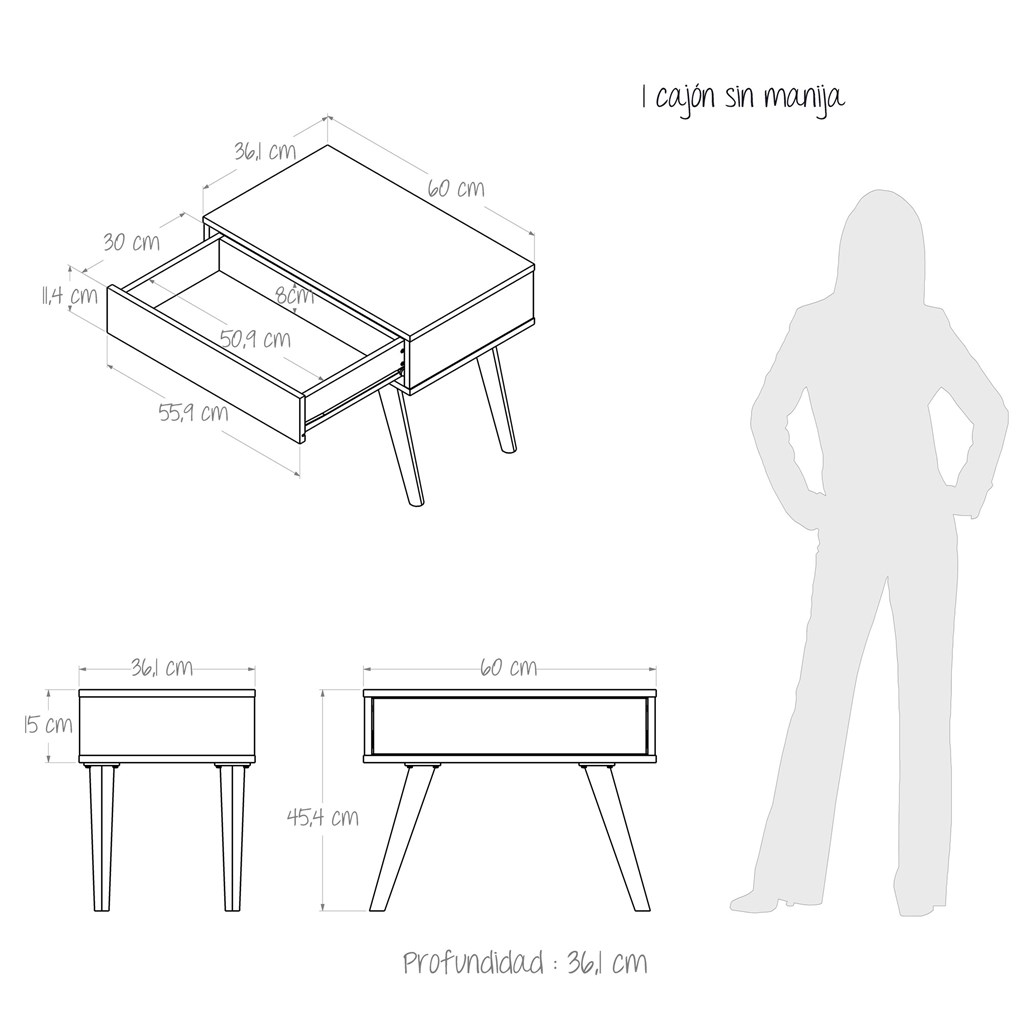 1 cajón sin manija
36,1 cm
60 cm
30 cm
11,4 cm
8cm
50,9 cm
55,9 cm
36,1 cm
60 cm
15 cm
45,4 cm
Profundidad : 36,1 cm